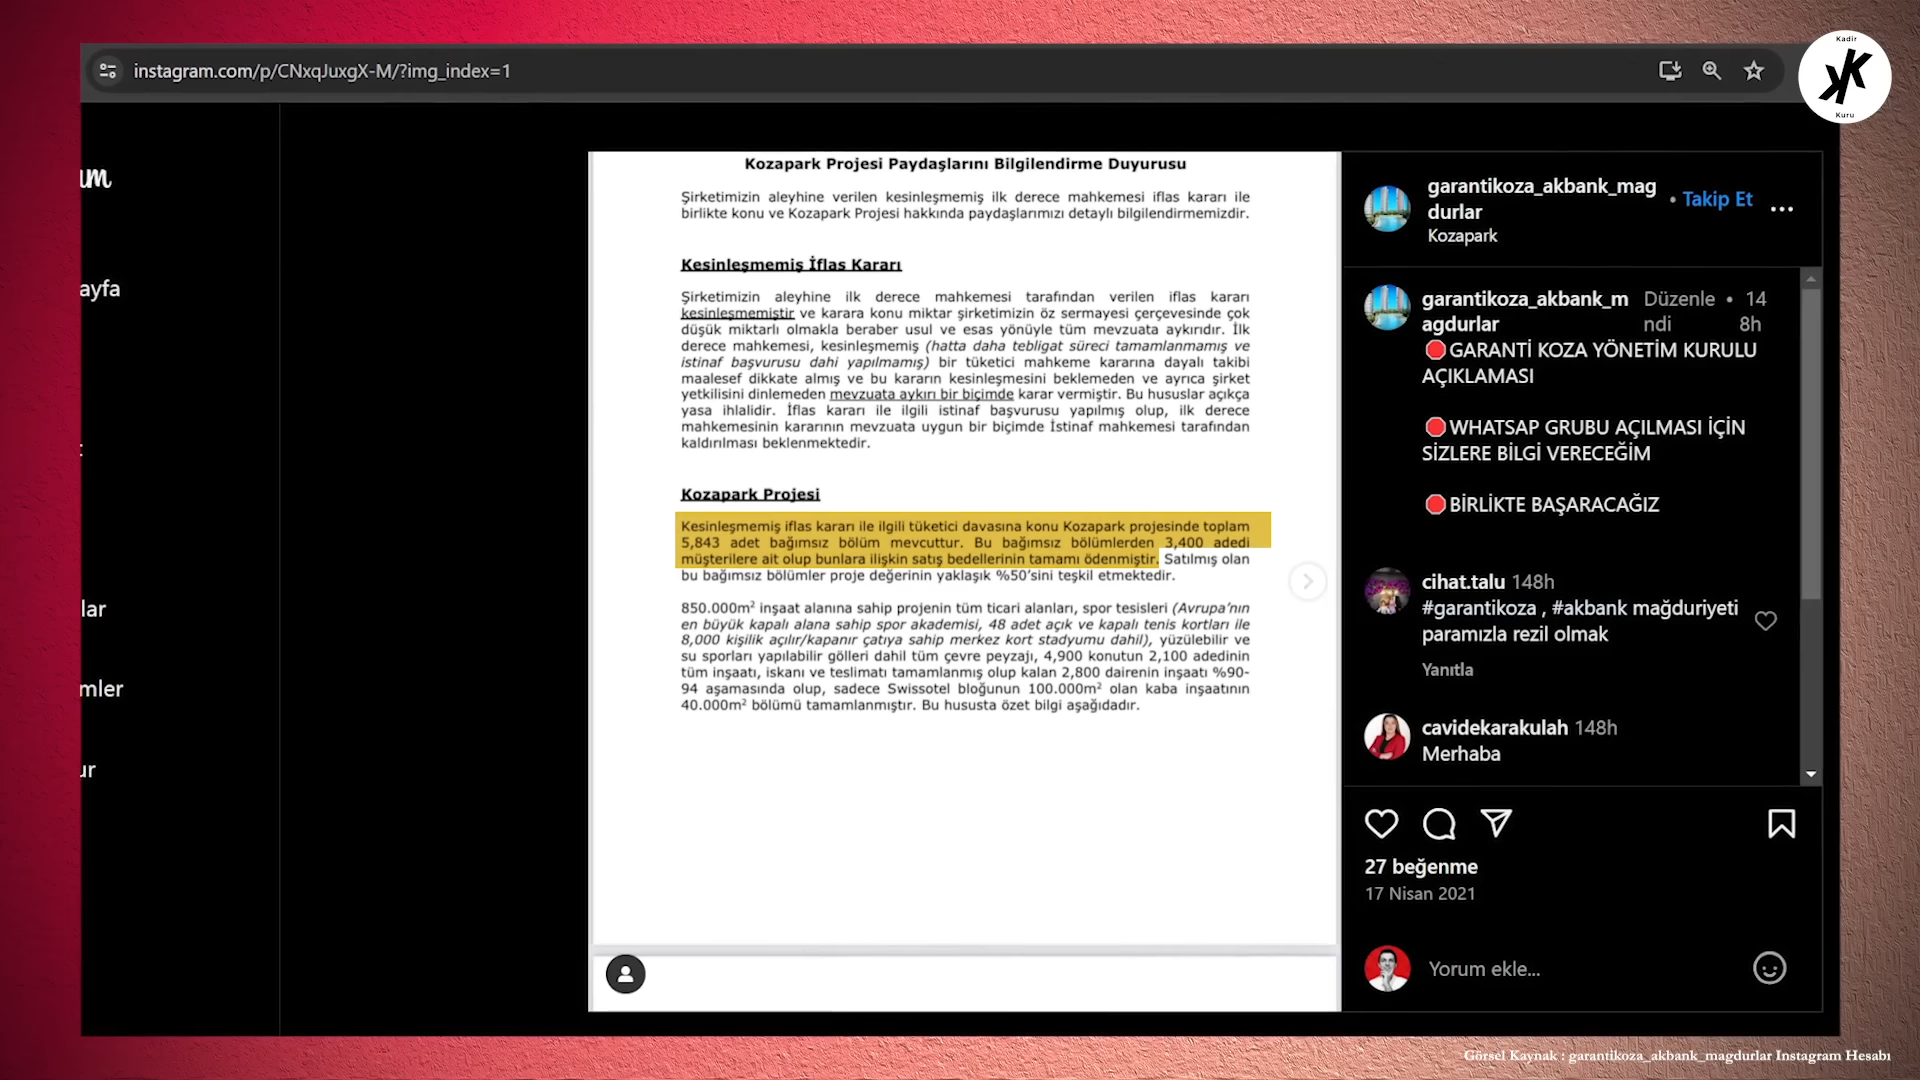 instagram.com/p/CNxqJuxgX-M/?img_index=1
Kadir
KK
Kuru
ım
ayfa
lar
mler
ur
Kozapark Projesi Paydaşlarını Bilgilendirme Duyurusu
Şirketimizin aleyhine verilen kesinleşmemiş ilk derece mahkemesi iflas kararı ile
birlikte konu ve Kozapark Projesi hakkında paydaşlarımızı detaylı bilgilendirmemizdir.
Kesinleşmemiş İflas Kararı
Şirketimizin aleyhine ilk derece mahkemesi tarafından verilen iflas kararı
kesinleşmemiştir ve karara konu miktar şirketimizin öz sermayesi çerçevesinde çok
düşük miktarlı olmakla beraber usul ve esas yönüyle tüm mevzuata aykırıdır. İlk
derece mahkemesi, kesinleşmemiş (hatta daha tebligat süreci tamamlanmamış ve
istinaf başvurusu dahi yapılmamış) bir tüketici mahkeme kararına dayalı takibi
maalesef dikkate almış ve bu kararın kesinleşmesini beklemeden ve ayrıca şirket
yetkilisini dinlemeden mevzuata aykırı bir biçimde karar vermiştir. Bu hususlar açıkça
yasa ihlalidir. İflas kararı ile ilgili istinaf başvurusu yapılmış olup, ilk derece
mahkemesinin kararının mevzuata uygun bir biçimde İstinaf mahkemesi tarafından
kaldırılması beklenmektedir.
Kozapark Projesi
Kesinleşmemiş iflas kararı ile ilgili tüketici davasına konu Kozapark projesinde toplam
5,843 adet bağımsız bölüm mevcuttur. Bu bağımsız bölümlerden 3,400 adedi
müşterilere ait olup bunlara ilişkin satış bedellerinin tamamı ödenmiştir. Satılmış olan
bu bağımsız bölümler proje değerinin yaklaşık %50'sini teşkil etmektedir.
850.000m² inşaat alanına sahip projenin tüm ticari alanları, spor tesisleri (Avrupa'nın
en büyük kapalı alana sahip spor akademisi, 48 adet açık ve kapalı tenis kortları ile
8,000 kişilik açılır/kapanır çatıya sahip merkez kort stadyumu dahil), yüzülebilir ve
su sporları yapılabilir gölleri dahil tüm çevre peyzajı, 4,900 konutun 2,100 adedinin
tüm inşaatı, iskanı ve teslimatı tamamlanmış olup kalan 2,800 dairenin inşaatı %90-
94 aşamasında olup, sadece Swissotel bloğunun 100.000m² olan kaba inşaatının
40.000m² bölümü tamamlanmıştır. Bu hususta özet bilgi aşağıdadır.
garantikoza_akbank_mag
durlar
• Takip Et
Kozapark
garantikoza_akbank_m
agdurlar
Düzenle
ndi
• 14
8h
🛑GARANTİ KOZA YÖNETİM KURULU
AÇIKLAMASI
🛑WHATSAP GRUBU AÇILMASI İÇİN
SİZLERE BİLGİ VERECEĞİM
🛑BİRLİKTE BAŞARACAĞIZ
cihat.talu 148h
#garantikoza , #akbank mağduriyeti
paramızla rezil olmak
Yanıtla
cavidekarakulah 148h
Merhaba
27 beğenme
17 Nisan 2021
Yorum ekle...
Görsel Kaynak : garantikoza_akbank_magdurlar Instagram Hesabı